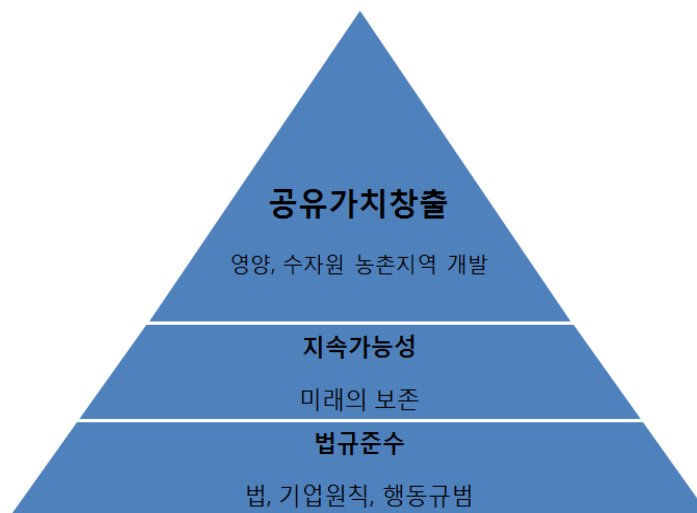 공유가치창출
영양, 수자원 농촌지역 개발
지속가능성
미래의 보존
법규준수
법, 기업원칙, 행동규범